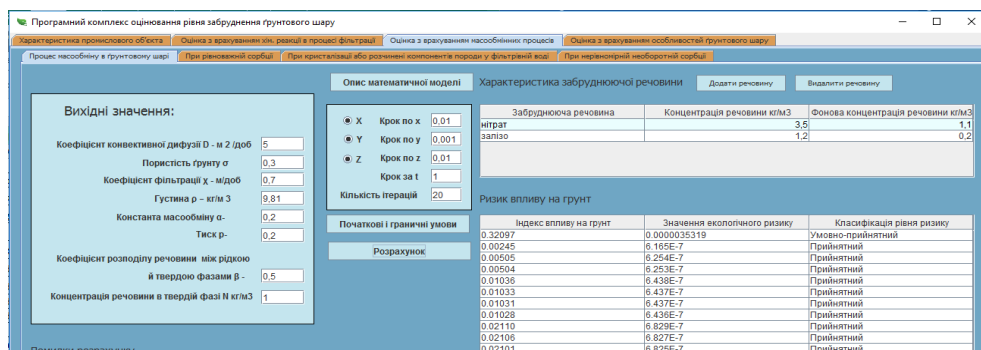 Програмний комплекс оцінювання рівня забруднення ґрунтового шару
Характеристика промислового об'єкта Оцінка з врахуванням хім. реакції в процесі фільтрації Оцінка з врахуванням масообмінних процесів Оцінка з врахуванням особливостей ґрунтового шару
Процес масообміну в ґрунтовому шарі При рівноважній сорбції При кристалізації або розчинені компонентів породи у фільтрівній воді При нерівномірній необоротній сорбції
Опис математичної моделі Характеристика забруднюючої речовини Додати речовину Видалити речовину
Вихідні значення:
Коефіцієнт конвективної дифузії D - м 2 /доб 5
Пористість ґрунту σ 0,3
Коефіцієнт фільтрації χ - м/доб 0,7
Густина ρ – кг/м 3 9,81
Константа масообміну α- 0,2
Тиск p- 0,2
Коефіцієнт розподілу речовини між рідкою
й твердою фазами β - 0,5
Концентрація речовини в твердій фазі N кг/м3 1
X Крок по x 0,01
Y Крок по y 0,001
Z Крок по z 0,01
Крок за t 1
Кількість ітерацій 20
Початкові і граничні умови
Розрахунок
Забруднююча речовина Концентрація речовини кг/м3 Фонова концентрація речовини кг/м3
нітрат 3,5 1,1
залізо 1,2 0,2
Ризик впливу на грунт
Індекс впливу на грунт Значення екологічного ризику Класифікація рівня ризику
0.32097 0.0000035319 Умовно-прийнятний
0.00245 6.165E-7 Прийнятний
0.00505 6.254E-7 Прийнятний
0.00504 6.253E-7 Прийнятний
0.01036 6.438E-7 Прийнятний
0.01033 6.437E-7 Прийнятний
0.01031 6.437E-7 Прийнятний
0.01028 6.436E-7 Прийнятний
0.02110 6.829E-7 Прийнятний
0.02106 6.827E-7 Прийнятний
0.02101 6.825E-7 Прийнятний